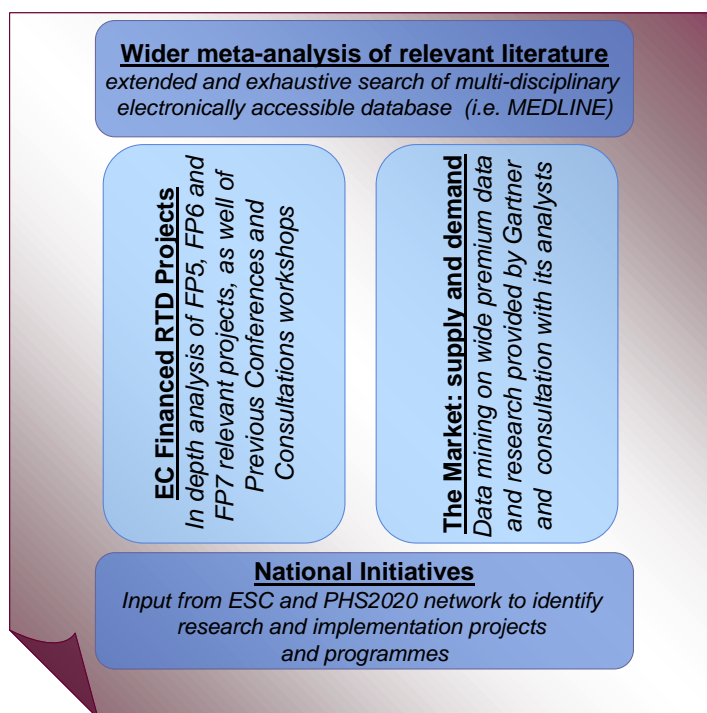 Wider meta-analysis of relevant literature
extended and exhaustive search of multi-disciplinary
electronically accessible database (i.e. MEDLINE)
EC Financed RTD Projects
In depth analysis of FP5, FP6 and
FP7 relevant projects, as well of
Previous Conferences and
Consultations workshops
The Market: supply and demand
Data mining on wide premium data
and research provided by Gartner
and consultation with its analysts
National Initiatives
Input from ESC and PHS2020 network to identify
research and implementation projects
and programmes